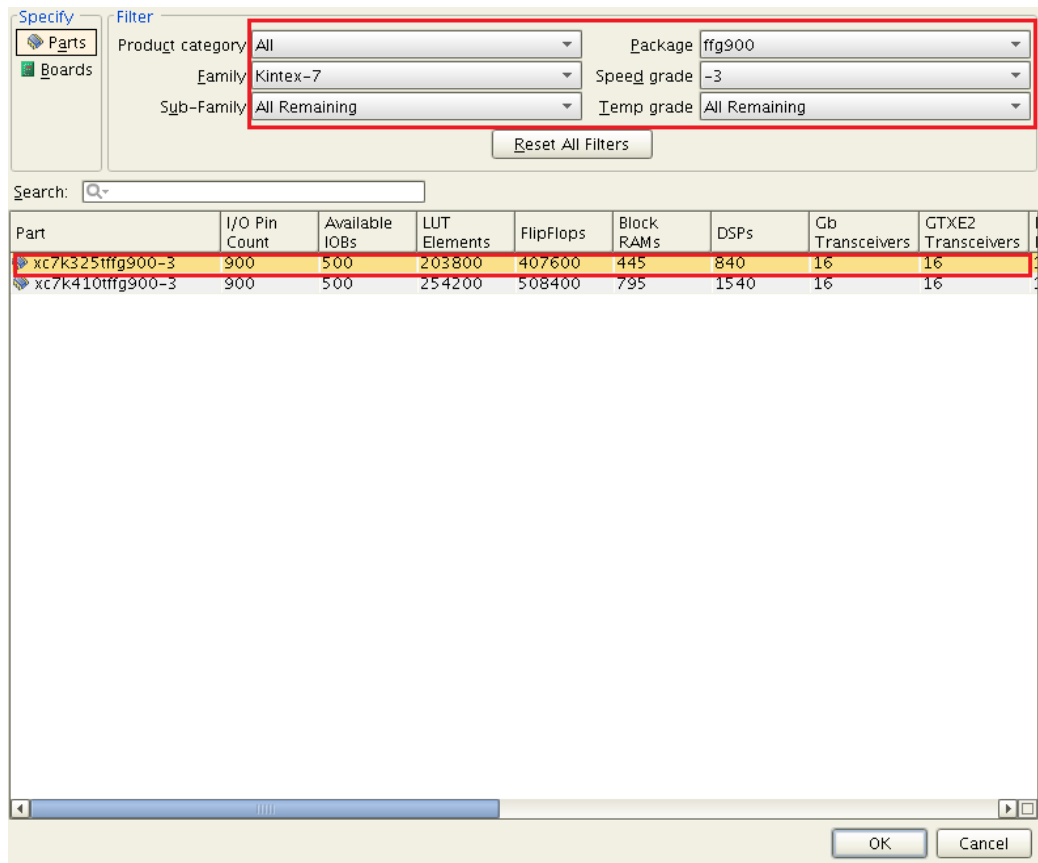 Specify
Filter
Parts
Boards
Product category All Package ffg900
Family Kintex-7 Speed grade -3
Sub-Family All Remaining Temp grade All Remaining
Reset All Filters
Search:
Part I/O Pin Count Available IOBs LUT Elements FlipFlops Block RAMs DSPs Gb Transceivers GTXE2 Transceivers
xc7k325tffg900-3 900 500 203800 407600 445 840 16 16
xc7k410tffg900-3 900 500 254200 508400 795 1540 16 16
OK Cancel